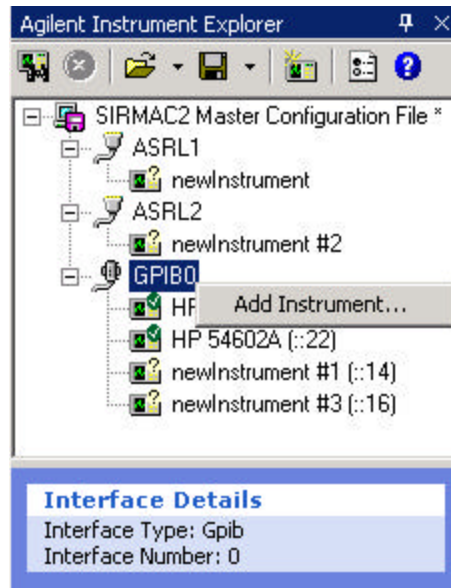 Agilent Instrument Explorer
SIRMAC2 Master Configuration File *
ASRL1
newInstrument
ASRL2
newInstrument #2
GPIB0
HP
Add Instrument...
HP 54602A (::22)
newInstrument #1 (::14)
newInstrument #3 (::16)
Interface Details
Interface Type: Gpib
Interface Number: 0